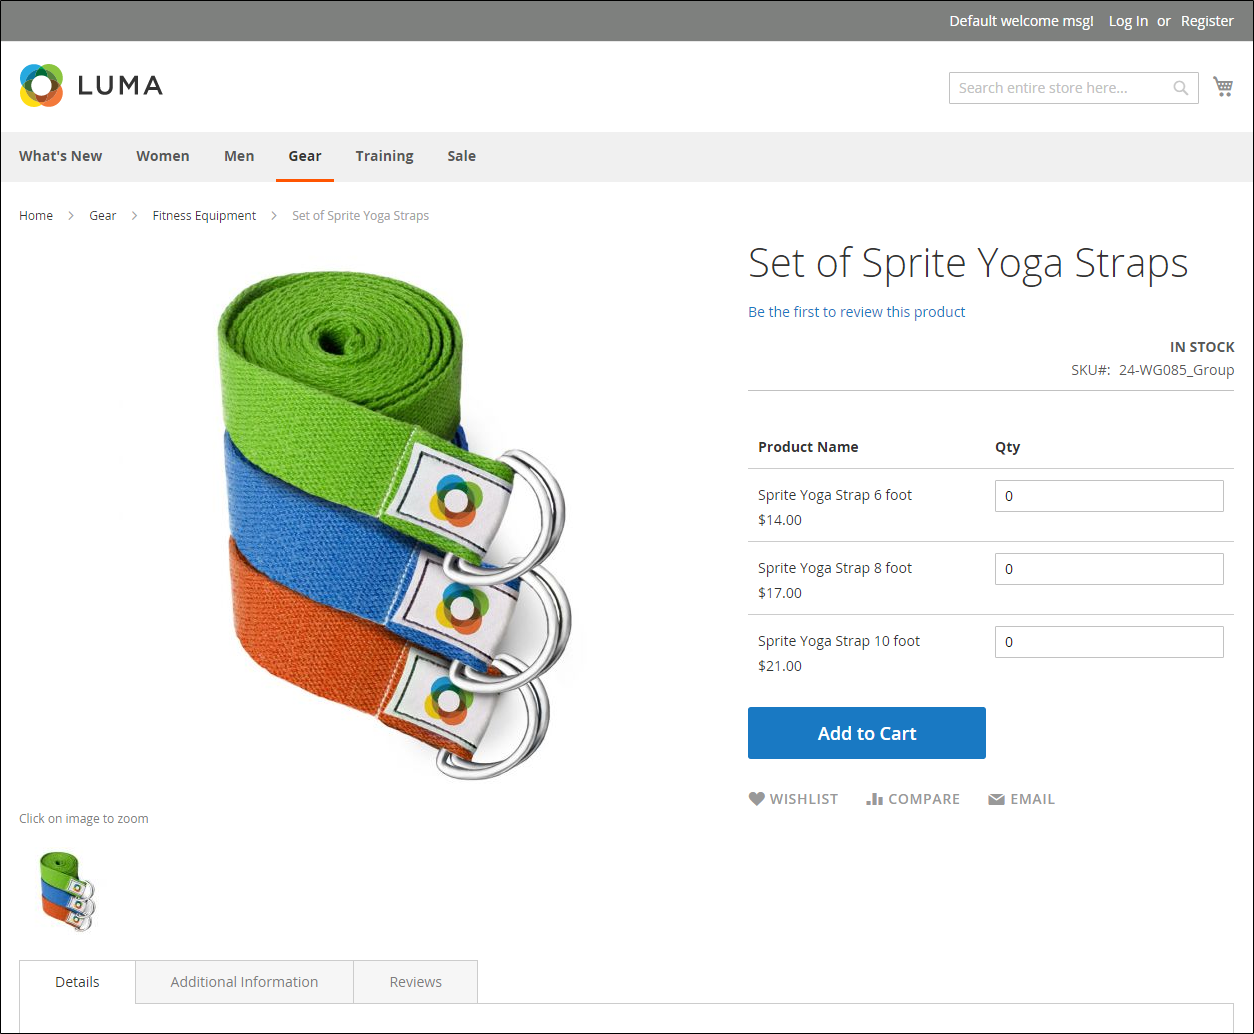 Default welcome msg! Log In or Register
LUMA
Search entire store here...
What's New Women Men Gear Training Sale
Home > Gear > Fitness Equipment > Set of Sprite Yoga Straps
Set of Sprite Yoga Straps
Be the first to review this product
IN STOCK
SKU#: 24-WG085_Group
Product Name Qty
Sprite Yoga Strap 6 foot 0
$14.00
Sprite Yoga Strap 8 foot 0
$17.00
Sprite Yoga Strap 10 foot 0
$21.00
Add to Cart
WISHLIST COMPARE EMAIL
Click on image to zoom
Details Additional Information Reviews